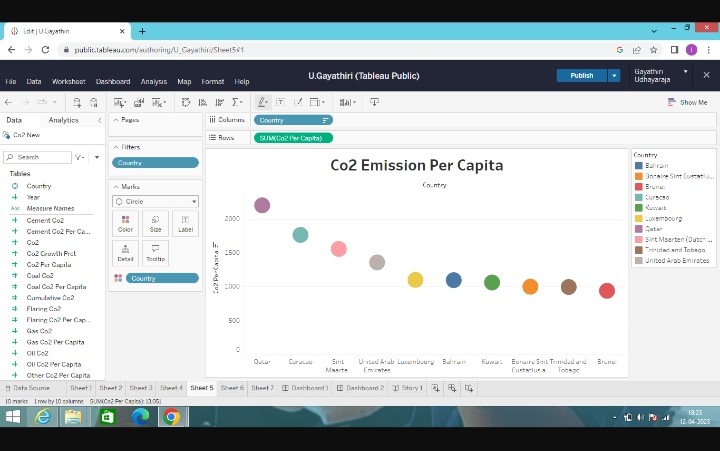 Edit | U.Gayathiri
public.tableau.com/authoring/U_Gayathiri/Sheet5#1
File Data Worksheet Dashboard Analysis Map Format Help
U.Gayathiri (Tableau Public)
Publish
Gayathiri
Udhayaraja
Show Me
Data Analytics
Co2 New
Search
Tables
Country
Year
Abc Measure Names
Cement Co2
Cement Co2 Per Ca...
Co2
Co2 Growth Prct
Co2 Per Capita
Coal Co2
Coal Co2 Per Capita
Cumulative Co2
Flaring Co2
Flaring Co2 Per Cap...
Gas Co2
Gas Co2 Per Capita
Oil Co2
Oil Co2 Per Capita
Other Co2 Per Capita
Pages
Filters
Country
Marks
Circle
Color Size Label
Detail Tooltip
Country
Columns Country
Rows SUM(Co2 Per Capita)
Co2 Emission Per Capita
Country
Co2 Per Capita
2000
1500
1000
500
0
Qatar Curacao Sint Maarte.. United Arab Emirates Luxembourg Bahrain Kuwait Bonaire Sint Eustatius a.. Trinidad and Tobago Brunei
Country
Bahrain
Bonaire Sint Eustatiu...
Brunei
Curacao
Kuwait
Luxembourg
Qatar
Sint Maarten (Dutch ...
Trinidad and Tobago
United Arab Emirates
Data Source Sheet 1 Sheet 2 Sheet 3 Sheet 4 Sheet 5 Sheet 6 Sheet 7 Dashboard 1 Dashboard 2 Story 1
10 marks 1 row by 10 columns SUM(Co2 Per Capita): 13,051
18:23
12-04-2023